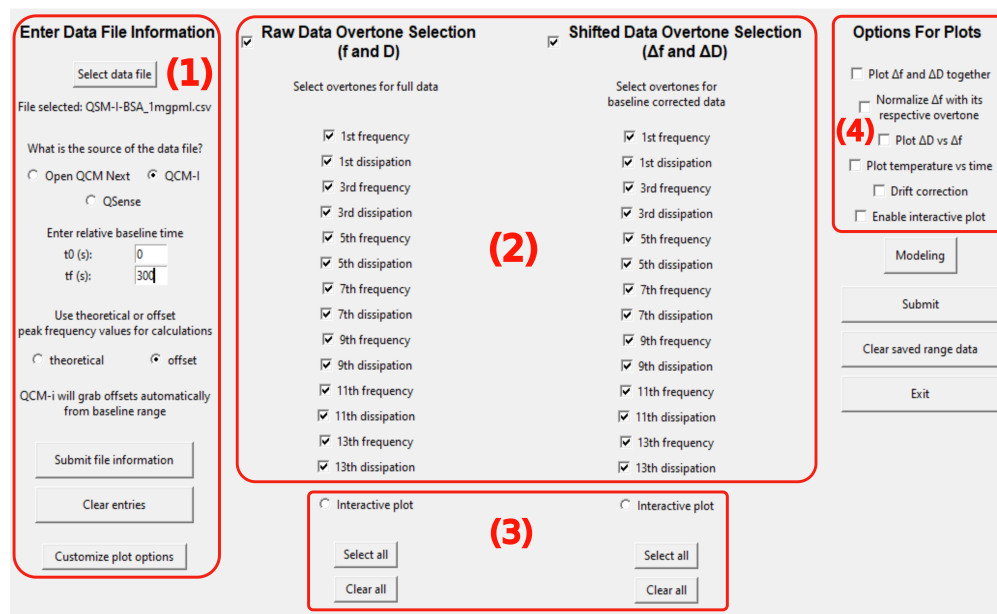 Enter Data File Information
Select data file
(1)
File selected: QSM-I-BSA_1mgpml.csv
What is the source of the data file?
Open QCM Next
QCM-I
QSense
Enter relative baseline time
t0 (s):
0
tf (s):
300
Use theoretical or offset
peak frequency values for calculations
theoretical
offset
QCM-i will grab offsets automatically
from baseline range
Submit file information
Clear entries
Customize plot options
Raw Data Overtone Selection
(f and D)
Select overtones for full data
1st frequency
1st dissipation
3rd frequency
3rd dissipation
5th frequency
5th dissipation
7th frequency
7th dissipation
9th frequency
9th dissipation
11th frequency
11th dissipation
13th frequency
13th dissipation
(2)
Interactive plot
Select all
Clear all
(3)
Shifted Data Overtone Selection
(Δf and ΔD)
Select overtones for
baseline corrected data
1st frequency
1st dissipation
3rd frequency
3rd dissipation
5th frequency
5th dissipation
7th frequency
7th dissipation
9th frequency
9th dissipation
11th frequency
11th dissipation
13th frequency
13th dissipation
Interactive plot
Select all
Clear all
Options For Plots
Plot Δf and ΔD together
Normalize Δf with its
respective overtone
(4)
Plot ΔD vs Δf
Plot temperature vs time
Drift correction
Enable interactive plot
Modeling
Submit
Clear saved range data
Exit